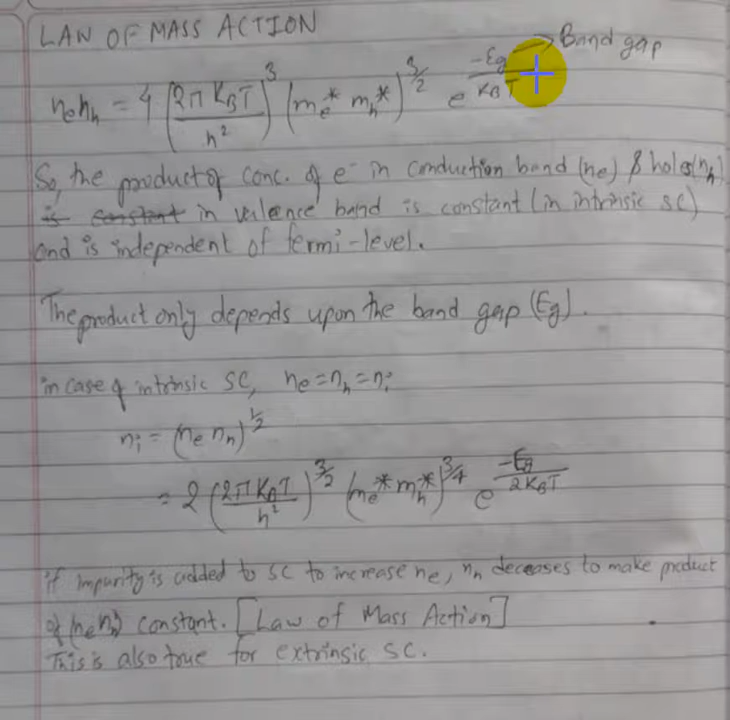 LAW OF MASS ACTION
nenh = 4 (2π KBT / h²)³ (me* mh*)^3/2 e^(-Eg / KBT) → Band gap
So, the product of conc. of e⁻ in conduction band (ne) & holes(nh)
is constant in valence band is constant (in intrinsic SC)
and is independent of fermi-level.
The product only depends upon the band gap (Eg).
in case of intrinsic SC, ne = nh = ni
ni = (ne nh)^1/2
= 2 (2π KBT / h²)^3/2 (me* mh*)^3/4 e^(-Eg / 2KBT)
if impurity is added to SC to increase ne, nh decreases to make product
of (nenh) constant. [Law of Mass Action]
This is also true for extrinsic SC.